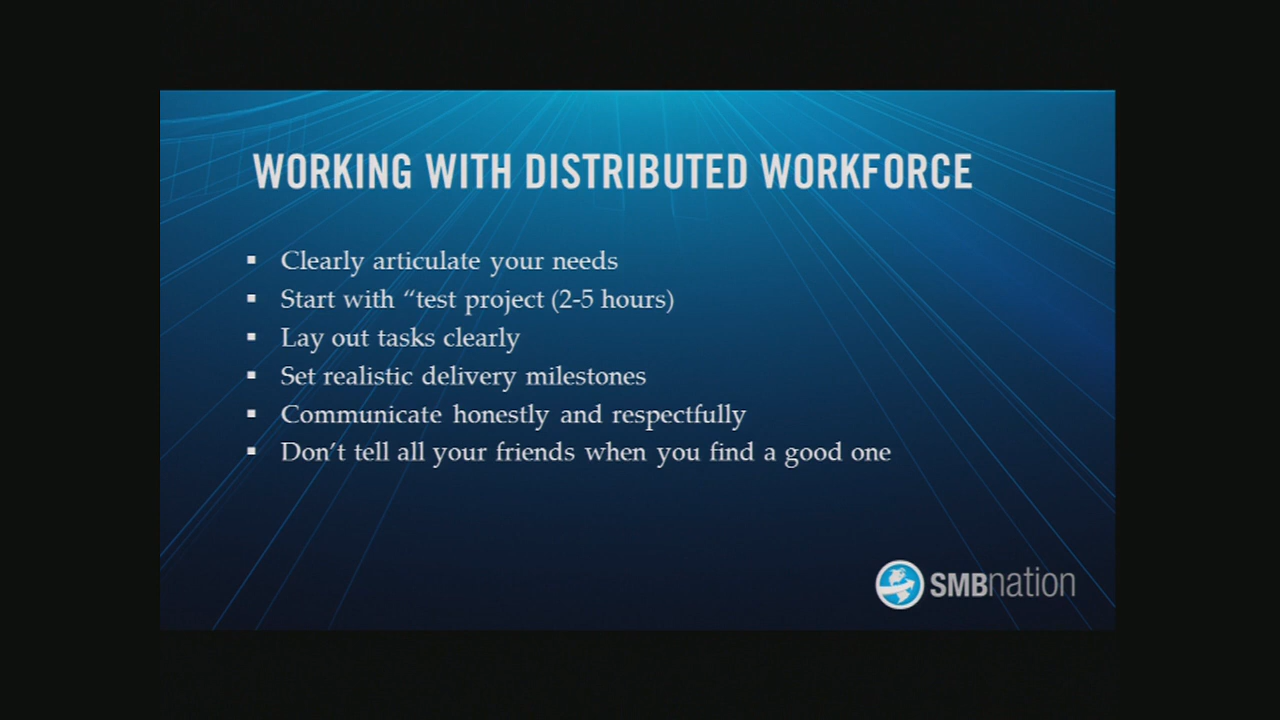 WORKING WITH DISTRIBUTED WORKFORCE
▪ Clearly articulate your needs
▪ Start with “test project (2-5 hours)
▪ Lay out tasks clearly
▪ Set realistic delivery milestones
▪ Communicate honestly and respectfully
▪ Don’t tell all your friends when you find a good one
SMBnation